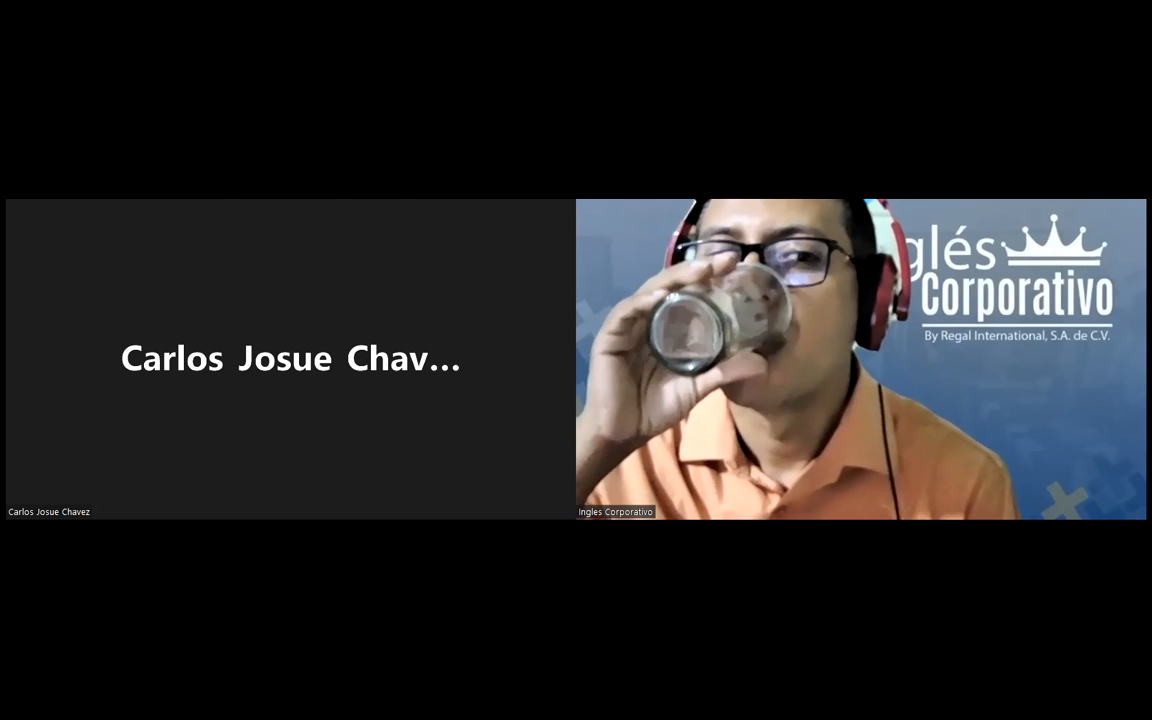 Carlos Josue Chav...
Carlos Josue Chavez
glés
Corporativo
By Regal International, S.A. de C.V.
Ingles Corporativo